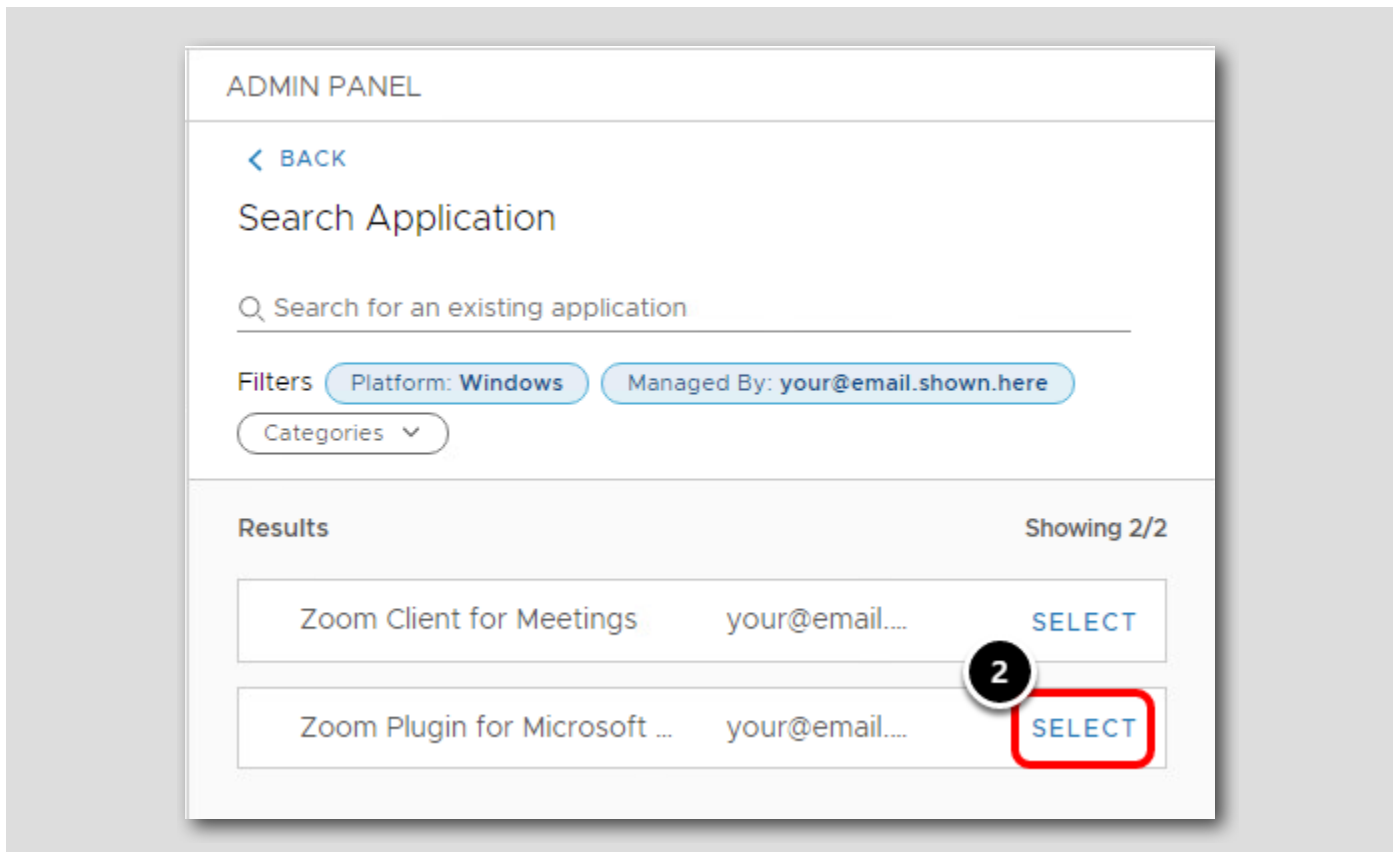 ADMIN PANEL
BACK
Search Application
Search for an existing application
Filters Platform: Windows Managed By: your@email.shown.here
Categories
Results Showing 2/2
Zoom Client for Meetings your@email.... SELECT
2
Zoom Plugin for Microsoft ... your@email.... SELECT